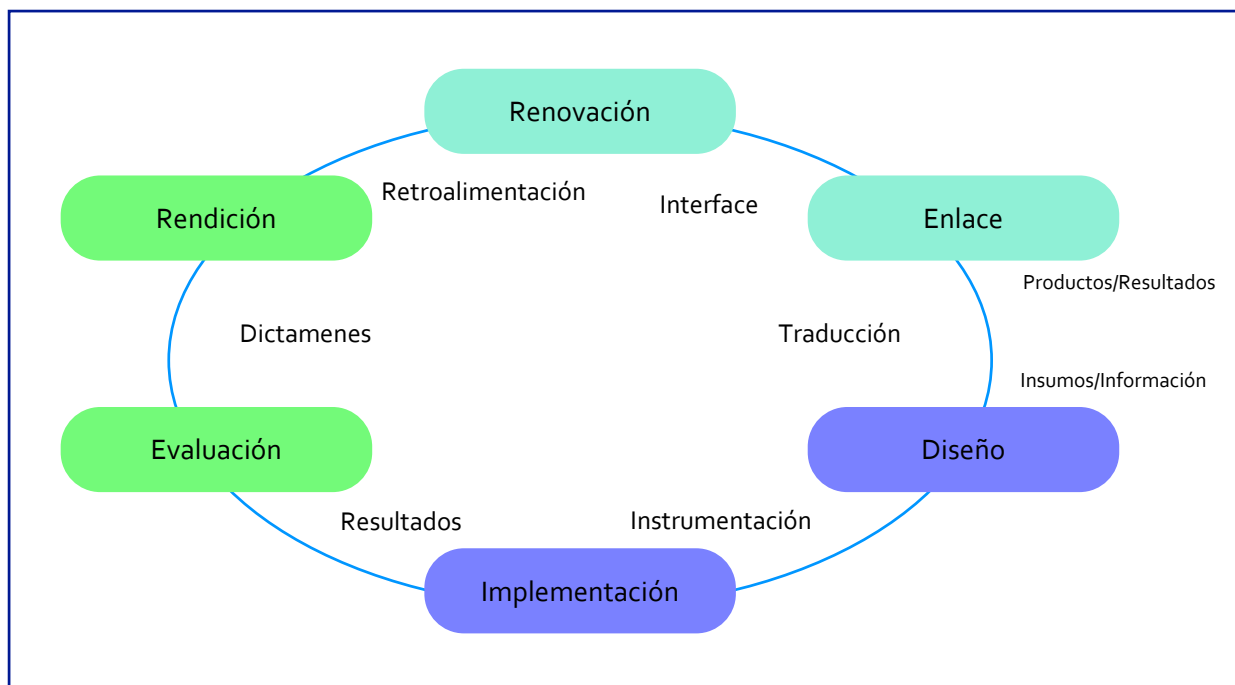 Renovación
Retroalimentación
Interface
Rendición
Enlace
Productos/Resultados
Dictamenes
Traducción
Insumos/Información
Evaluación
Diseño
Resultados
Instrumentación
Implementación